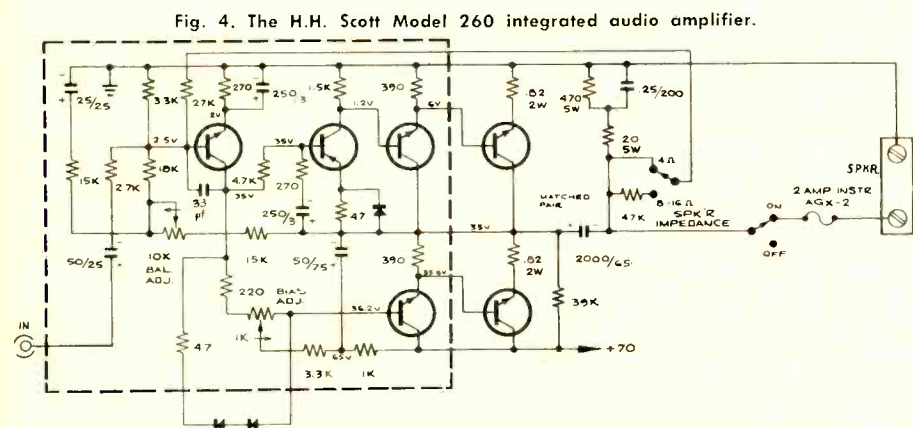 Fig. 4. The H.H. Scott Model 260 integrated audio amplifier.
25/25
3.3K
27K
270
250/3
1.5K
390
.82
2W
470
5W
.25/200
2V
1.2V
6V
2.5V
35V
20
5W
4Ω
SPKR
15K
2.7K
18K
4.7K
270
33
pf
35V
250/3
47
MATCHED
PAIR
47K
8-16Ω
SPK'R
IMPEDANCE
ON
OFF
2 AMP INSTR
AGX-2
35V
50/25
10K
BAL.
ADJ.
15K
50/75
390
.82
2W
2000/65
39K
35.6V
220
BIAS
ADJ.
36.2V
1K
IN
47
3.3K
65V
1K
+70